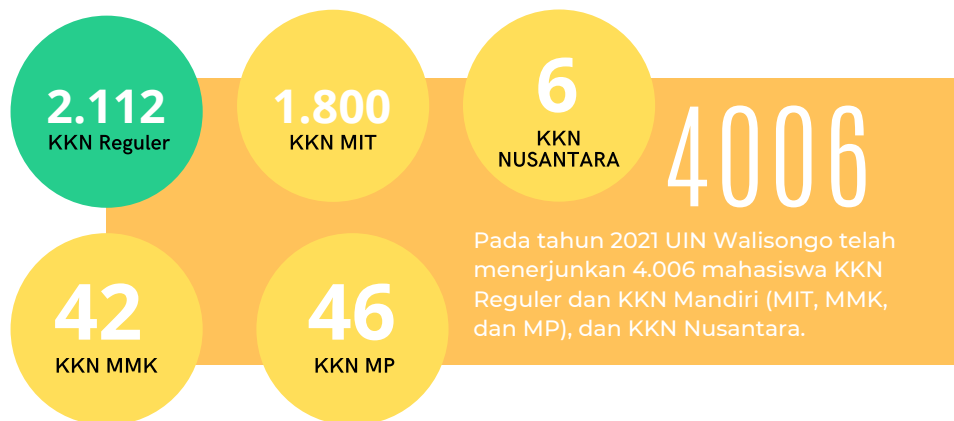 2.112
KKN Reguler
1.800
KKN MIT
6
KKN
NUSANTARA
4006
Pada tahun 2021 UIN Walisongo telah
menerjunkan 4.006 mahasiswa KKN
Reguler dan KKN Mandiri (MIT, MMK,
dan MP), dan KKN Nusantara.
42
KKN MMK
46
KKN MP